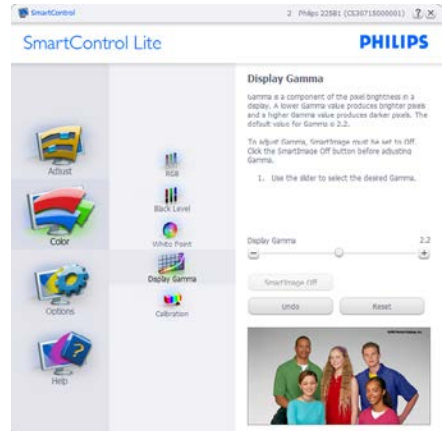 SmartControl
2 Philips 225B1 (CS30715000001)
SmartControl Lite
PHILIPS
Adjust
Color
Options
Help
RGB
Black Level
White Point
Display Gamma
Calibration
Display Gamma
Gamma is a component of the pixel brightness in a
display. A lower Gamma value produces brighter pixels
and a higher Gamma value produces darker pixels. The
default value for Gamma is 2.2.
To adjust Gamma, SmartImage must be set to Off.
Click the SmartImage Off button before adjusting
Gamma.
1. Use the slider to select the desired Gamma.
Display Gamma 2.2
SmartImage Off
Undo Reset